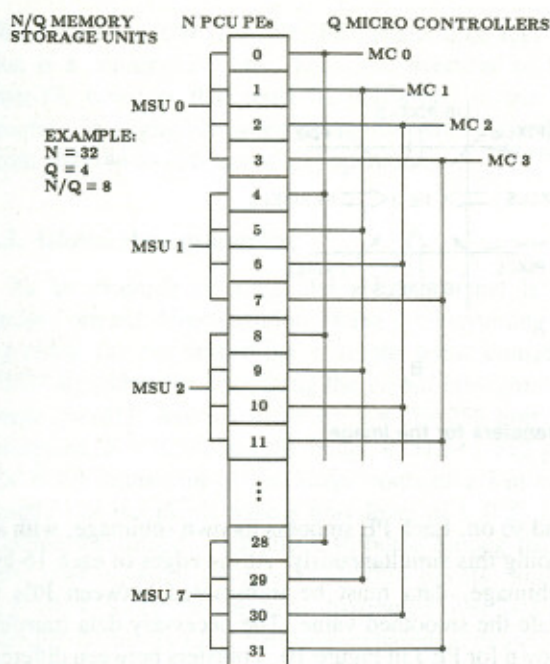 N/Q MEMORY
STORAGE UNITS
N PCU PEs
Q MICRO CONTROLLERS
EXAMPLE:
N = 32
Q = 4
N/Q = 8
MSU 0
MSU 1
MSU 2
MSU 7
0
1
2
3
4
5
6
7
8
9
10
11
⋮
28
29
30
31
MC 0
MC 1
MC 2
MC 3